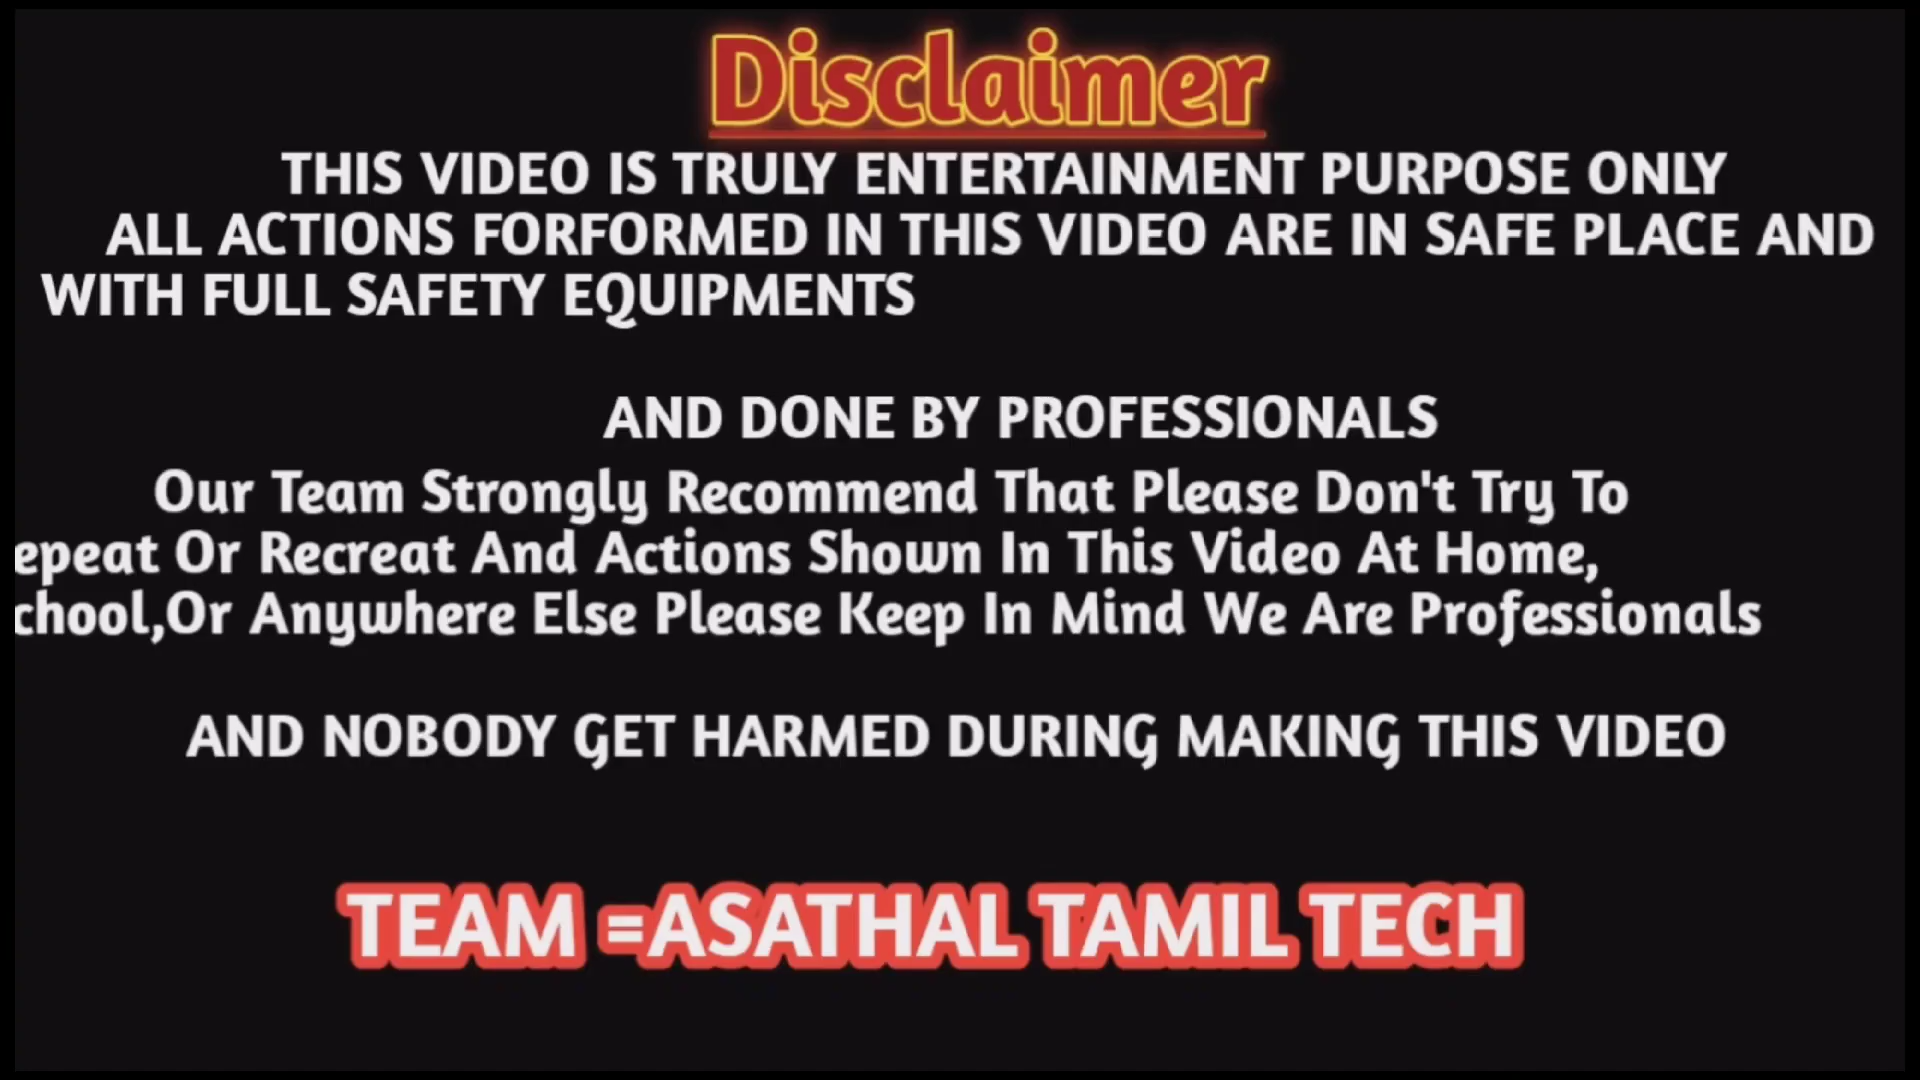 Disclaimer
THIS VIDEO IS TRULY ENTERTAINMENT PURPOSE ONLY
ALL ACTIONS FORFORMED IN THIS VIDEO ARE IN SAFE PLACE AND
WITH FULL SAFETY EQUIPMENTS
AND DONE BY PROFESSIONALS
Our Team Strongly Recommend That Please Don't Try To
epeat Or Recreat And Actions Shown In This Video At Home,
chool,Or Anywhere Else Please Keep In Mind We Are Professionals
AND NOBODY GET HARMED DURING MAKING THIS VIDEO
TEAM =ASATHAL TAMIL TECH